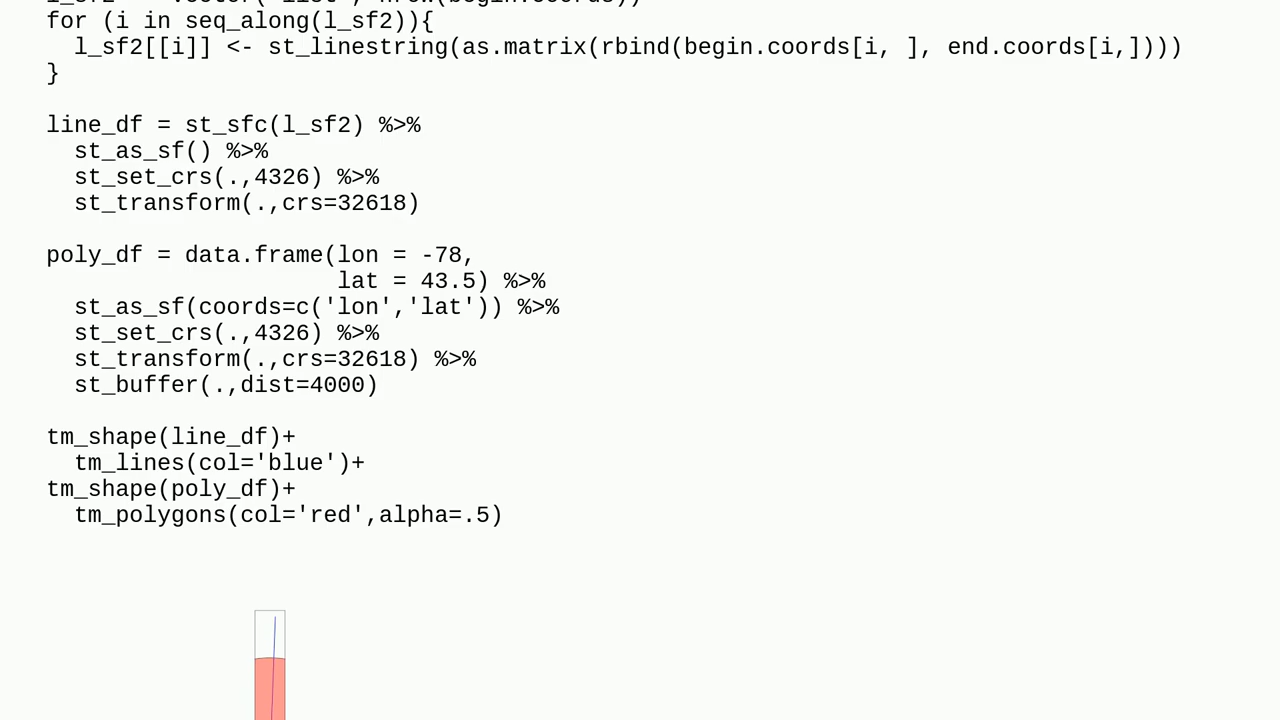 for (i in seq_along(l_sf2)){
  l_sf2[[i]] <- st_linestring(as.matrix(rbind(begin.coords[i, ], end.coords[i,])))
}

line_df = st_sfc(l_sf2) %>%
  st_as_sf() %>%
  st_set_crs(.,4326) %>%
  st_transform(.,crs=32618)

poly_df = data.frame(lon = -78,
                     lat = 43.5) %>%
  st_as_sf(coords=c('lon','lat')) %>%
  st_set_crs(.,4326) %>%
  st_transform(.,crs=32618) %>%
  st_buffer(.,dist=4000)

tm_shape(line_df)+
  tm_lines(col='blue')+
tm_shape(poly_df)+
  tm_polygons(col='red',alpha=.5)